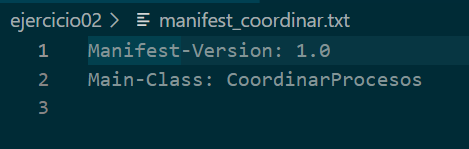 ejercicio02 > manifest_coordinar.txt
1 Manifest-Version: 1.0
2 Main-Class: CoordinarProcesos
3